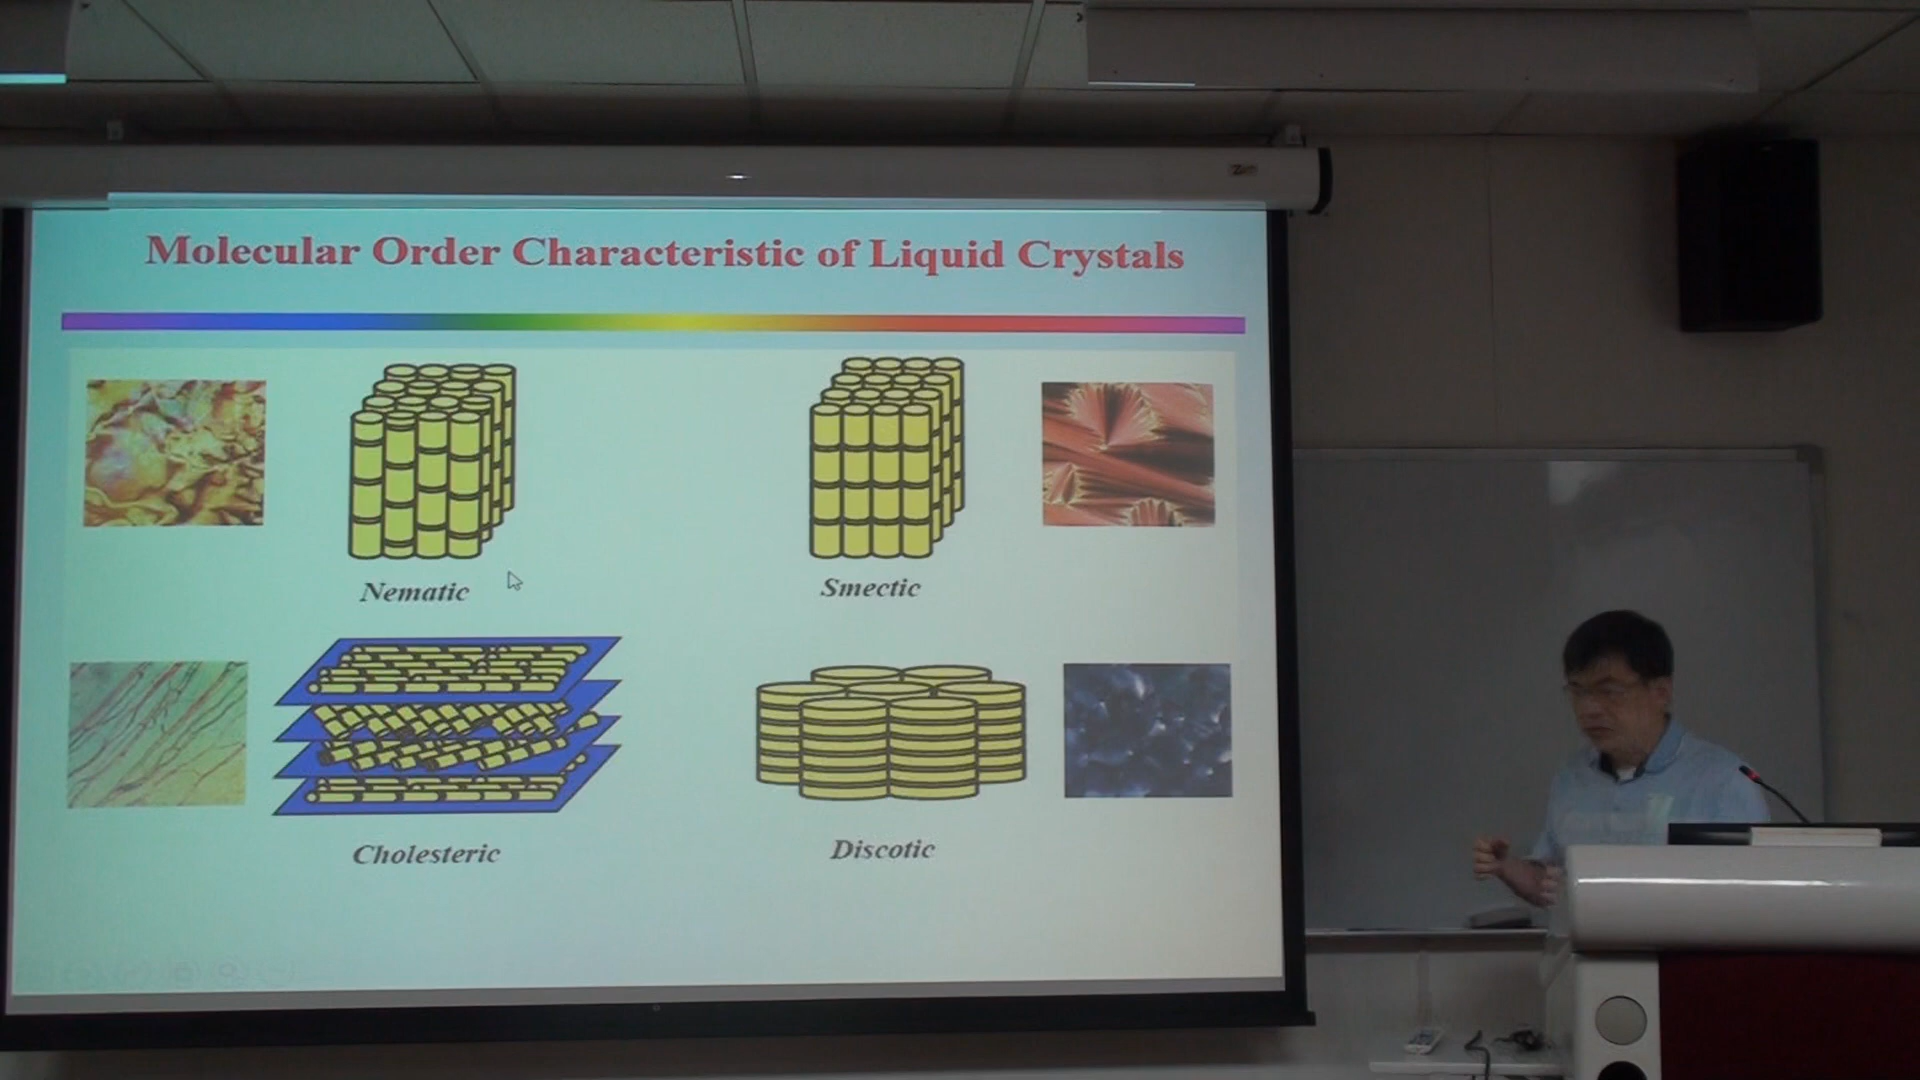 Molecular Order Characteristic of Liquid Crystals
Nematic
Smectic
Cholesteric
Discotic